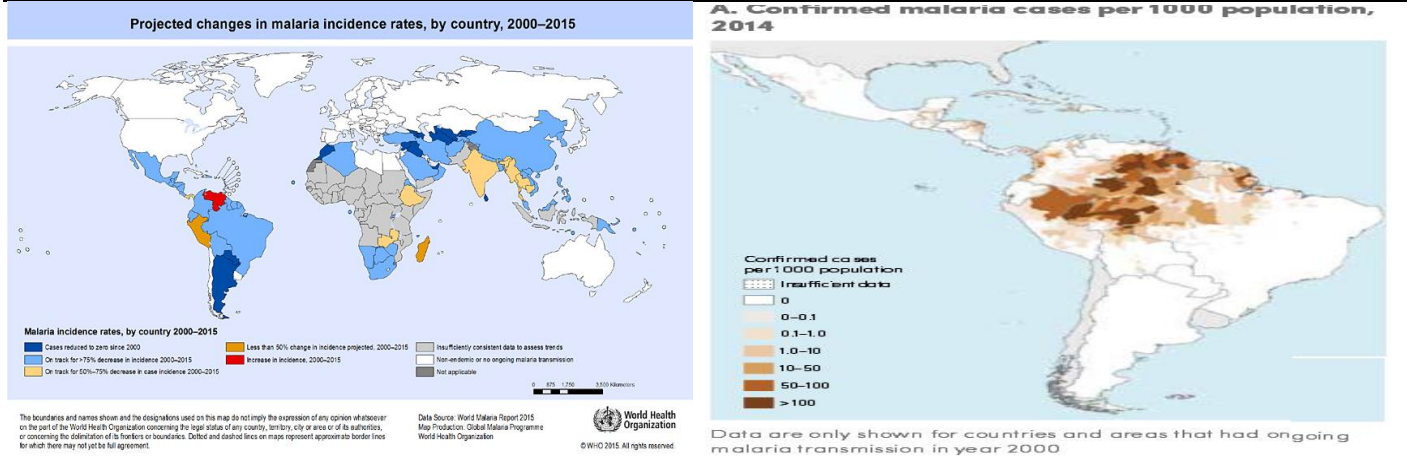 Projected changes in malaria incidence rates, by country, 2000–2015
Malaria incidence rates, by country 2000–2015
Cases reduced to zero since 2000
On track for >75% decrease in incidence 2000–2015
On track for 50%–75% decrease in case incidence 2000–2015
Less than 50% change in incidence projected, 2000–2015
Increase in incidence, 2000–2015
Insufficiently consistent data to assess trends
Non-endemic or no ongoing malaria transmission
Not applicable
0 875 1,750 3,500 Kilometers
The boundaries and names shown and the designations used on this map do not imply the expression of any opinion whatsoever
on the part of the World Health Organization concerning the legal status of any country, territory, city or area or of its authorities,
or concerning the delimitation of its frontiers or boundaries. Dotted and dashed lines on maps represent approximate border lines
for which there may not yet be full agreement.
Data Source: World Malaria Report 2015
Map Production: Global Malaria Programme
World Health Organization
World Health
Organization
© WHO 2015. All rights reserved.
A. Confirmed malaria cases per 1000 population,
2014
Confirmed cases
per 1000 population
Insufficient data
0
0–0.1
0.1–1.0
1.0–10
10–50
50–100
>100
Data are only shown for countries and areas that had ongoing
malaria transmission in year 2000